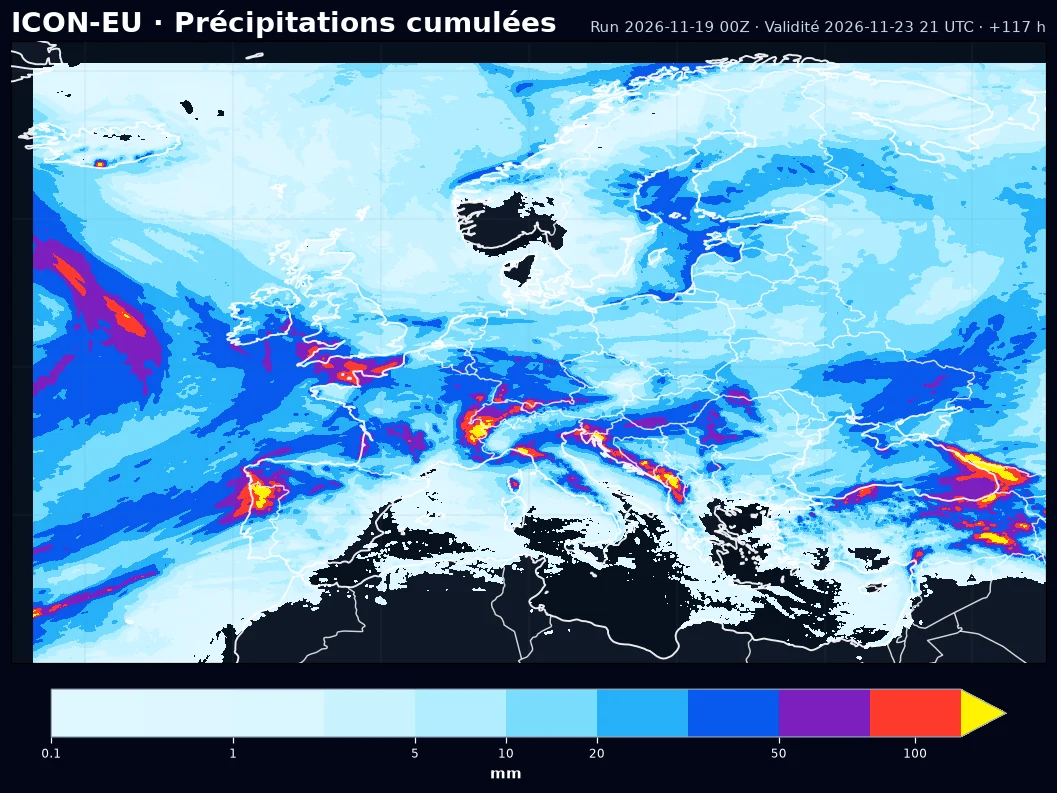 ICON-EU · Précipitations cumulées
Run 2026-11-19 00Z · Validité 2026-11-23 21 UTC · +117 h
0.1 1 5 10 20 50 100
mm